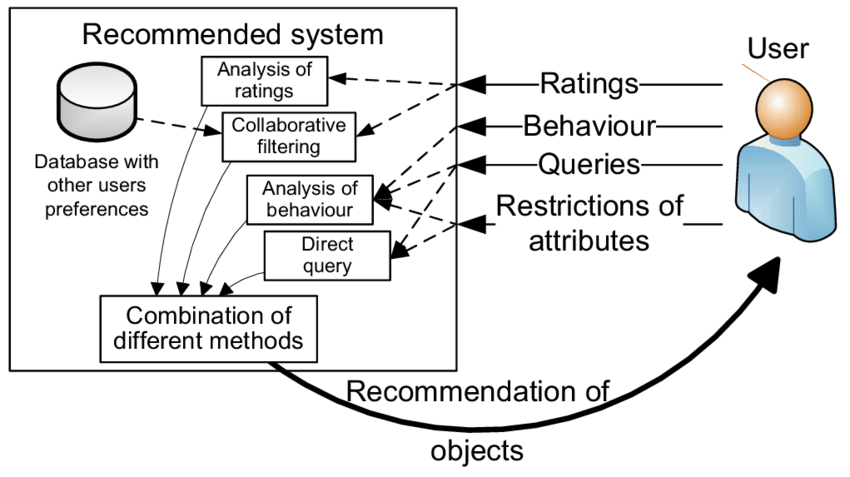 Recommended system
User
Analysis of
ratings
Collaborative
filtering
Database with
other users
preferences
Analysis of
behaviour
Direct
query
Combination of
different methods
Ratings
Behaviour
Queries
Restrictions of
attributes
Recommendation of
objects